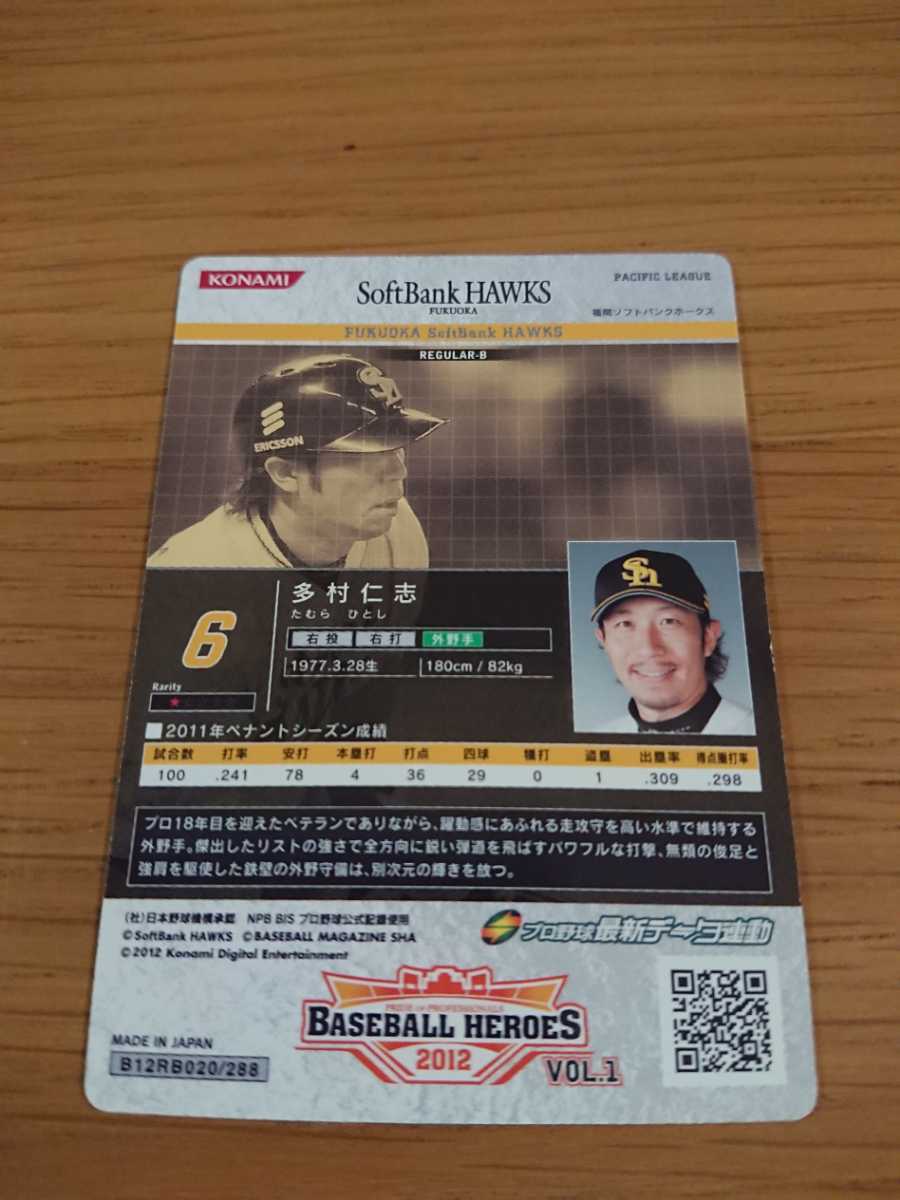 KONAMI
SoftBank HAWKS
FUKUOKA
PACIFIC LEAGUE
福岡ソフトバンクホークス
FUKUOKA SoftBank HAWKS
REGULAR-B
ERICSSON
6
多村仁志
たむら ひとし
右投 右打 外野手
1977.3.28生 180cm / 82kg
Rarity
★
■2011年ペナントシーズン成績
試合数 打率 安打 本塁打 打点 四球 犠打 盗塁 出塁率 得点圏打率
100 .241 78 4 36 29 0 1 .309 .298
プロ18年目を迎えたベテランでありながら、躍動感にあふれる走攻守を高い水準で維持する
外野手。傑出したリストの強さで全方向に鋭い弾道を飛ばすパワフルな打撃、無類の俊足と
強肩を駆使した鉄壁の外野守備は、別次元の輝きを放つ。
(社)日本野球機構承認 NPB BIS プロ野球公式記録使用
©SoftBank HAWKS ©BASEBALL MAGAZINE SHA
©2012 Konami Digital Entertainment
プロ野球最新データ連動
PRIDE OF PROFESSIONALS
BASEBALL HEROES
2012
VOL.1
MADE IN JAPAN
B12RB020/288